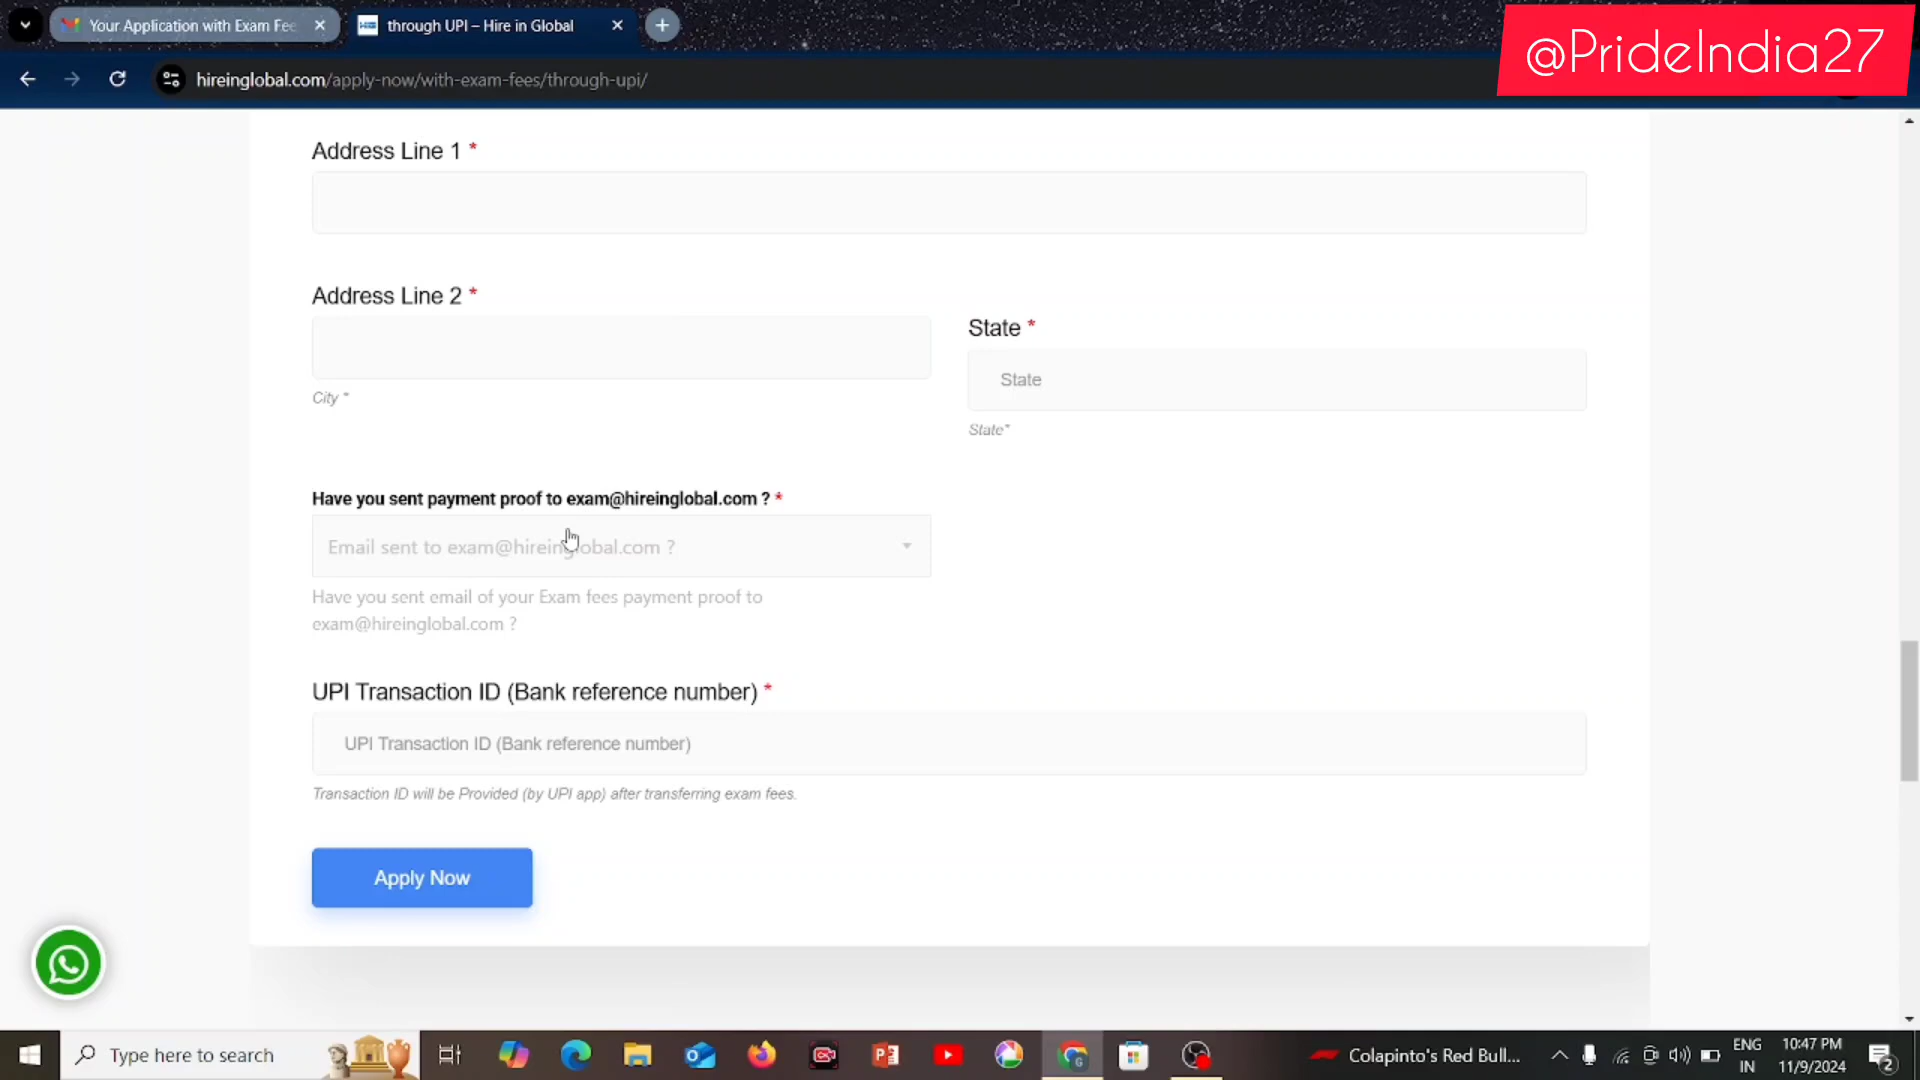 Your Application with Exam Fee
through UPI – Hire in Global
@PrideIndia27
hireinglobal.com/apply-now/with-exam-fees/through-upi/
Address Line 1 *
Address Line 2 *
State *
State
City *
State*
Have you sent payment proof to exam@hireinglobal.com ? *
Email sent to exam@hireinglobal.com ?
Have you sent email of your Exam fees payment proof to
exam@hireinglobal.com ?
UPI Transaction ID (Bank reference number) *
UPI Transaction ID (Bank reference number)
Transaction ID will be Provided (by UPI app) after transferring exam fees.
Apply Now
Type here to search
Colapinto's Red Bull...
ENG
IN
10:47 PM
11/9/2024
2